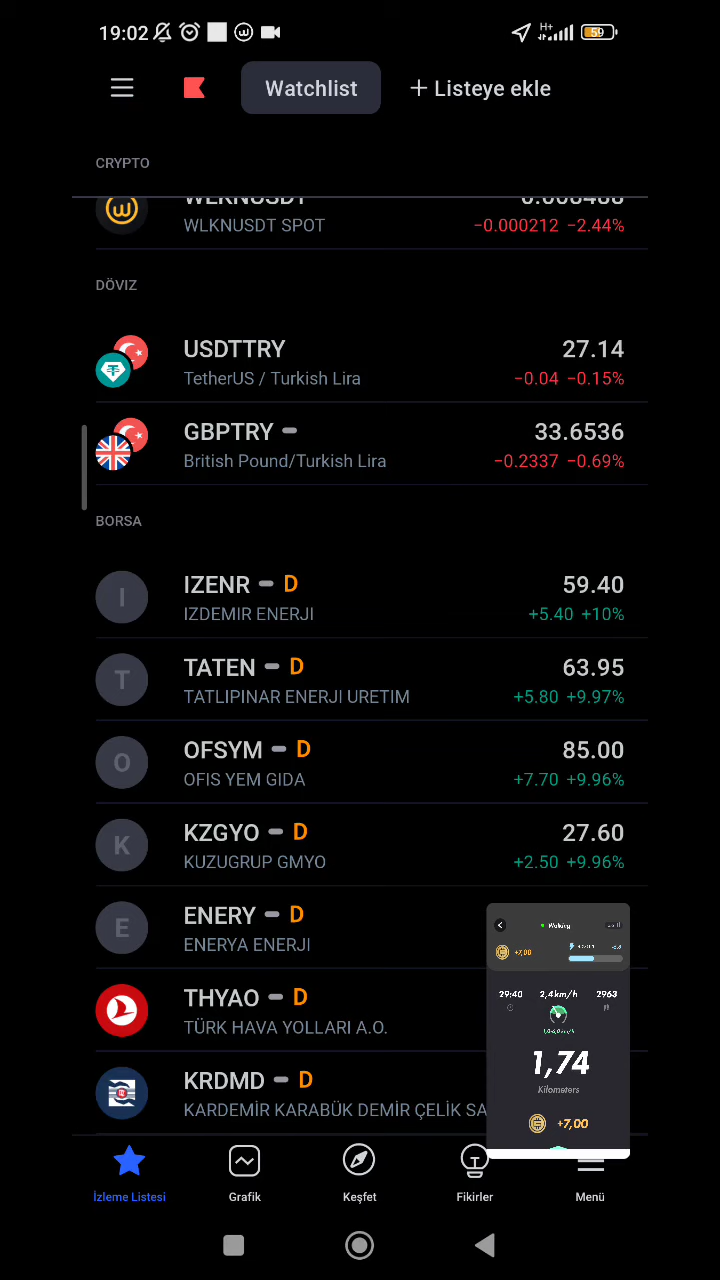 19:02
H+
59
Watchlist
+ Listeye ekle
CRYPTO
WLKNUSDT
WLKNUSDT SPOT
−0.000212 −2.44%
DÖVIZ
USDTTRY
27.14
TetherUS / Turkish Lira
−0.04 −0.15%
GBPTRY
33.6536
British Pound/Turkish Lira
−0.2337 −0.69%
BORSA
I
IZENR D
59.40
IZDEMIR ENERJI
+5.40 +10%
T
TATEN D
63.95
TATLIPINAR ENERJI URETIM
+5.80 +9.97%
O
OFSYM D
85.00
OFIS YEM GIDA
+7.70 +9.96%
K
KZGYO D
27.60
KUZUGRUP GMYO
+2.50 +9.96%
E
ENERY D
ENERYA ENERJI
THYAO D
TÜRK HAVA YOLLARI A.O.
KRDMD D
KARDEMİR KARABÜK DEMİR ÇELİK SA
Walking
+7,00
29:40
2,4km/h
2963
1,74
Kilometers
+7,00
İzleme Listesi
Grafik
Keşfet
Fikirler
Menü